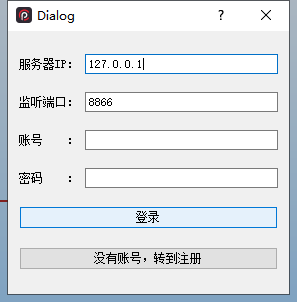 Dialog
服务器IP: 127.0.0.1
监听端口: 8866
账号 :
密码 :
登录
没有账号，转到注册